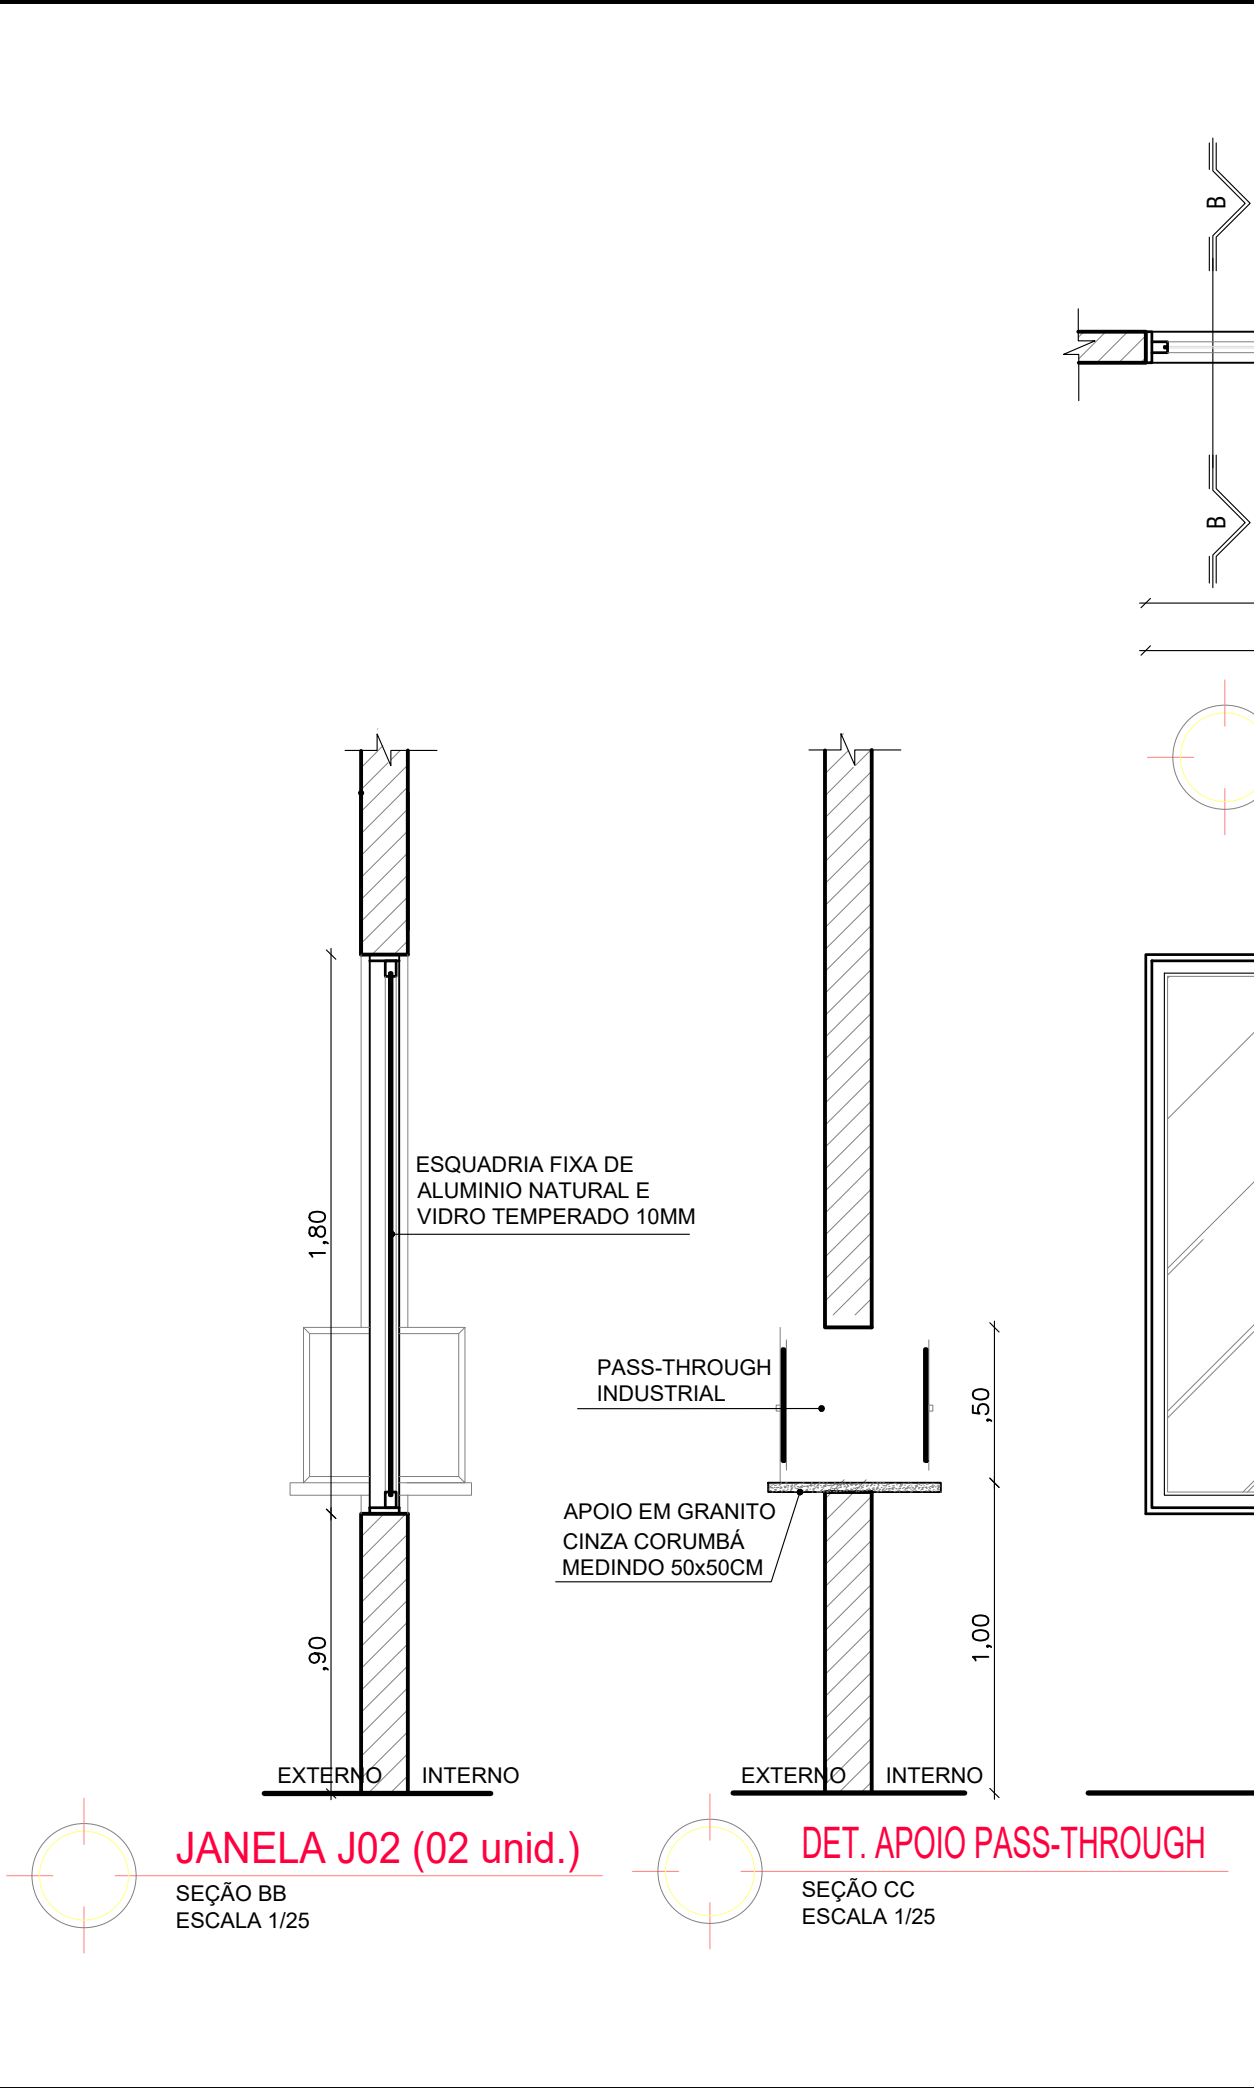 B
B
ESQUADRIA FIXA DE
ALUMINIO NATURAL E
VIDRO TEMPERADO 10MM
1,80
PASS-THROUGH
INDUSTRIAL
,50
APOIO EM GRANITO
CINZA CORUMBÁ
MEDINDO 50x50CM
,90
1,00
EXTERNO INTERNO
EXTERNO INTERNO
JANELA J02 (02 unid.)
SEÇÃO BB
ESCALA 1/25
DET. APOIO PASS-THROUGH
SEÇÃO CC
ESCALA 1/25